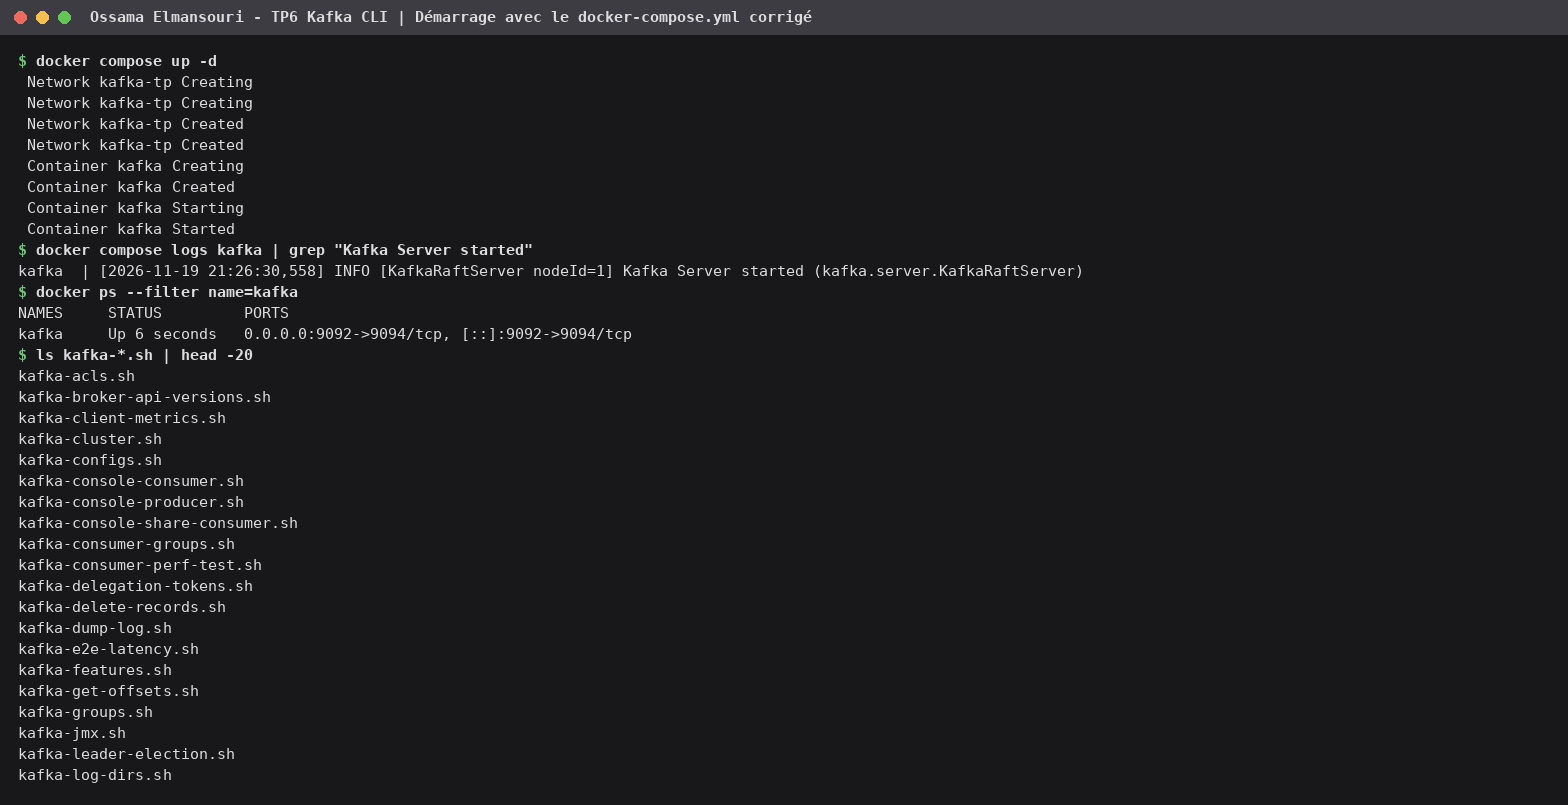 Ossama Elmansouri - TP6 Kafka CLI | Démarrage avec le docker-compose.yml corrigé
$ docker compose up -d
 Network kafka-tp Creating
 Network kafka-tp Creating
 Network kafka-tp Created
 Network kafka-tp Created
 Container kafka Creating
 Container kafka Created
 Container kafka Starting
 Container kafka Started
$ docker compose logs kafka | grep "Kafka Server started"
kafka  | [2026-11-19 21:26:30,558] INFO [KafkaRaftServer nodeId=1] Kafka Server started (kafka.server.KafkaRaftServer)
$ docker ps --filter name=kafka
NAMES     STATUS         PORTS
kafka     Up 6 seconds   0.0.0.0:9092->9094/tcp, [::]:9092->9094/tcp
$ ls kafka-*.sh | head -20
kafka-acls.sh
kafka-broker-api-versions.sh
kafka-client-metrics.sh
kafka-cluster.sh
kafka-configs.sh
kafka-console-consumer.sh
kafka-console-producer.sh
kafka-console-share-consumer.sh
kafka-consumer-groups.sh
kafka-consumer-perf-test.sh
kafka-delegation-tokens.sh
kafka-delete-records.sh
kafka-dump-log.sh
kafka-e2e-latency.sh
kafka-features.sh
kafka-get-offsets.sh
kafka-groups.sh
kafka-jmx.sh
kafka-leader-election.sh
kafka-log-dirs.sh